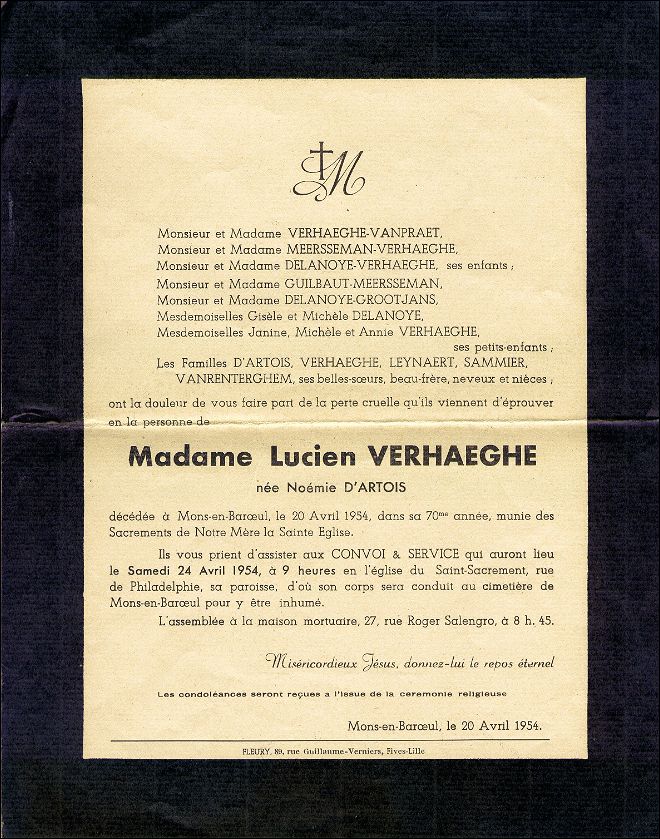 M
Monsieur et Madame VERHAEGHE-VANPRAET,
Monsieur et Madame MEERSSEMAN-VERHAEGHE,
Monsieur et Madame DELANOYE-VERHAEGHE, ses enfants ;
Monsieur et Madame GUILBAUT-MEERSSEMAN,
Monsieur et Madame DELANOYE-GROOTJANS,
Mesdemoiselles Gisèle et Michèle DELANOYE,
Mesdemoiselles Janine, Michèle et Annie VERHAEGHE,
ses petits-enfants ;
Les Familles D'ARTOIS, VERHAEGHE, LEYNAERT, SAMMIER,
VANRENTERGHEM, ses belles-sœurs, beau-frère, neveux et nièces ;
ont la douleur de vous faire part de la perte cruelle qu'ils viennent d'éprouver
en la personne de
Madame Lucien VERHAEGHE
née Noémie D'ARTOIS
décédée à Mons-en-Barœul, le 20 Avril 1954, dans sa 70me année, munie des
Sacrements de Notre Mère la Sainte Eglise.
Ils vous prient d'assister aux CONVOI & SERVICE qui auront lieu
le Samedi 24 Avril 1954, à 9 heures en l'église du Saint-Sacrement, rue
de Philadelphie, sa paroisse, d'où son corps sera conduit au cimetière de
Mons-en-Barœul pour y être inhumé.
L'assemblée à la maison mortuaire, 27, rue Roger Salengro, à 8 h. 45.
Miséricordieux Jésus, donnez-lui le repos éternel
Les condoléances seront reçues a l'issue de la ceremonie religieuse
Mons-en-Barœul, le 20 Avril 1954.
FLEURY, 89, rue Guillaume-Verniers, Fives-Lille